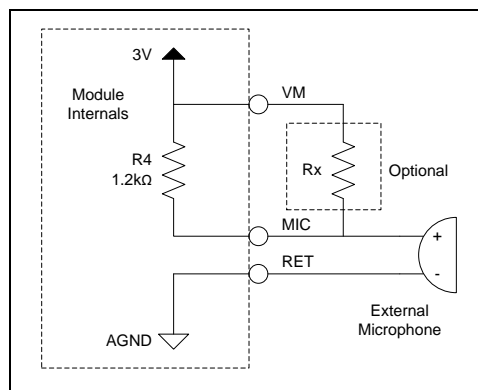 3V
VM
Module
Internals
R4
1.2kΩ
Rx
Optional
MIC
+
RET
-
AGND
External
Microphone